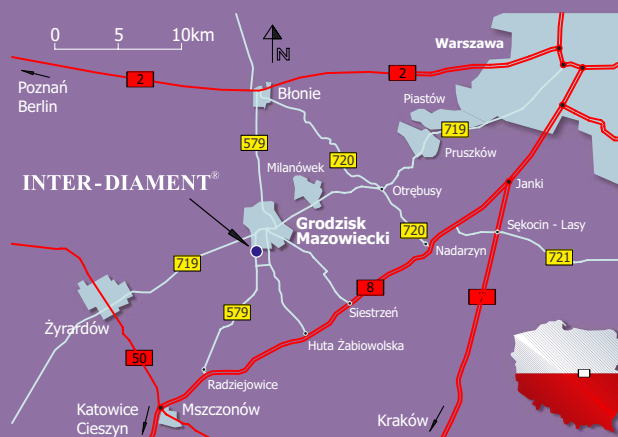 0 5 10km
N
Warszawa
2
2
Poznań
Berlin
Błonie
Piastów
719
579
720
Pruszków
Milanówek
INTER-DIAMENT®
Otrębusy
Janki
Grodzisk
Mazowiecki
720
Sękocin - Lasy
Nadarzyn
719
721
8
7
579
Siestrzeń
Żyrardów
Huta Żabiowolska
50
Radziejowice
Katowice
Cieszyn
Mszczonów
Kraków